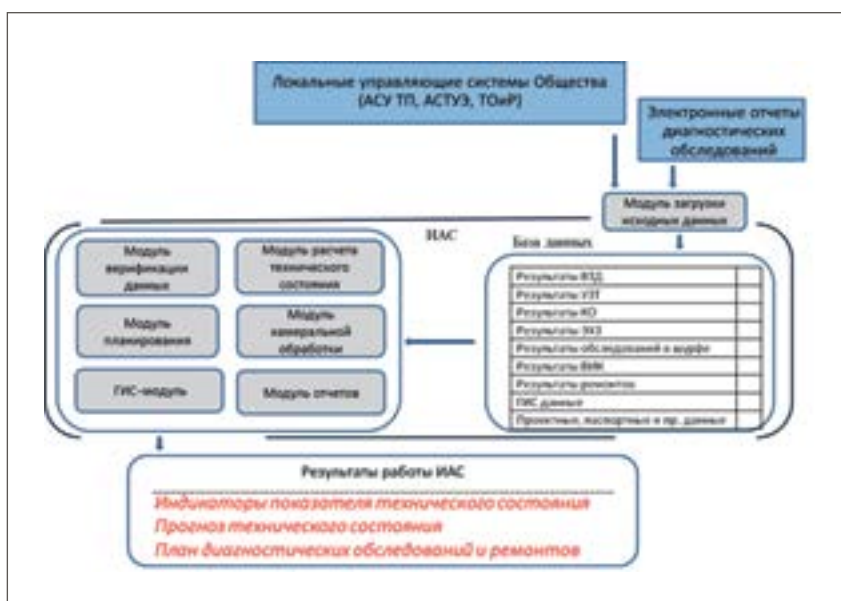 Локальные управляющие системы Общества
(АСУ ТП, АСТУЭ, ТОиР)
Электронные отчеты
диагностических
обследований
Модуль загрузки
исходных данных
ИАС
База данных
Модуль
верификации
данных
Модуль расчета
технического
состояния
Модуль
планирования
Модуль
камеральной
обработки
ГИС-модуль
Модуль отчетов
Результаты ВТД
Результаты УЗТ
Результаты КО
Результаты ЭХЗ
Результаты обследований в шурфе
Результаты ВИК
Результаты ремонтов
ГИС данные
Проектные, паспортные и пр. данные
Результаты работы ИАС
Индикаторы показателя технического состояния
Прогноз технического состояния
План диагностических обследований и ремонтов